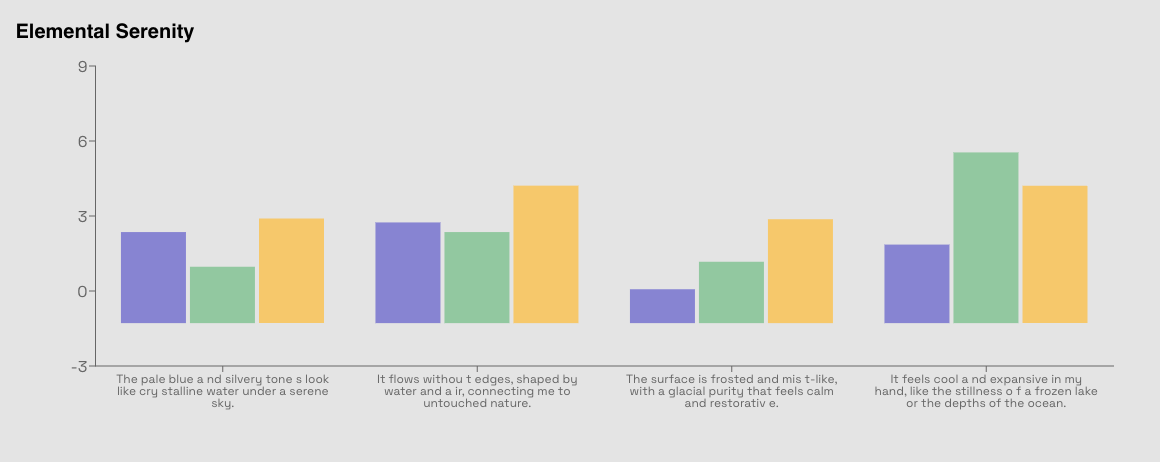 Elemental Serenity
9
6
3
0
-3
The pale blue a nd silvery tone s look
like cry stalline water under a serene
sky.
It flows withou t edges, shaped by
water and a ir, connecting me to
untouched nature.
The surface is frosted and mis t-like,
with a glacial purity that feels calm
and restorativ e.
It feels cool a nd expansive in my
hand, like the stillness o f a frozen lake
or the depths of the ocean.